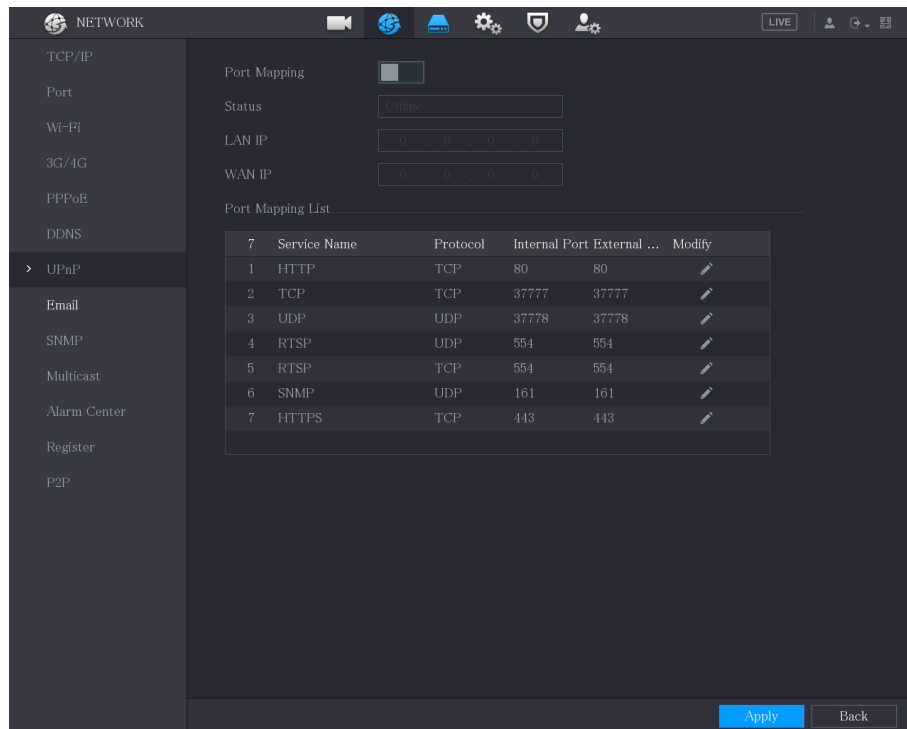 NETWORK
LIVE
TCP/IP
Port
Wi-Fi
3G/4G
PPPoE
DDNS
UPnP
Email
SNMP
Multicast
Alarm Center
Register
P2P
Port Mapping
Status Offline
LAN IP 0 . 0 . 0 . 0
WAN IP 0 . 0 . 0 . 0
Port Mapping List
7 Service Name Protocol Internal Port External ... Modify
1 HTTP TCP 80 80
2 TCP TCP 37777 37777
3 UDP UDP 37778 37778
4 RTSP UDP 554 554
5 RTSP TCP 554 554
6 SNMP UDP 161 161
7 HTTPS TCP 443 443
Apply Back